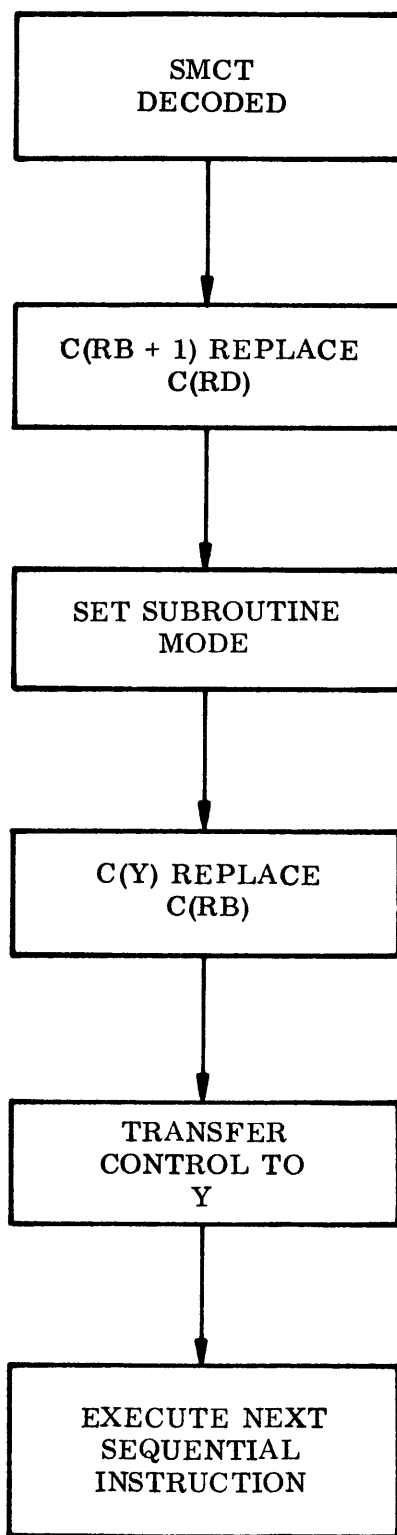 SMCT
DECODED
C(RB + 1) REPLACE
C(RD)
SET SUBROUTINE
MODE
C(Y) REPLACE
C(RB)
TRANSFER
CONTROL TO
Y
EXECUTE NEXT
SEQUENTIAL
INSTRUCTION